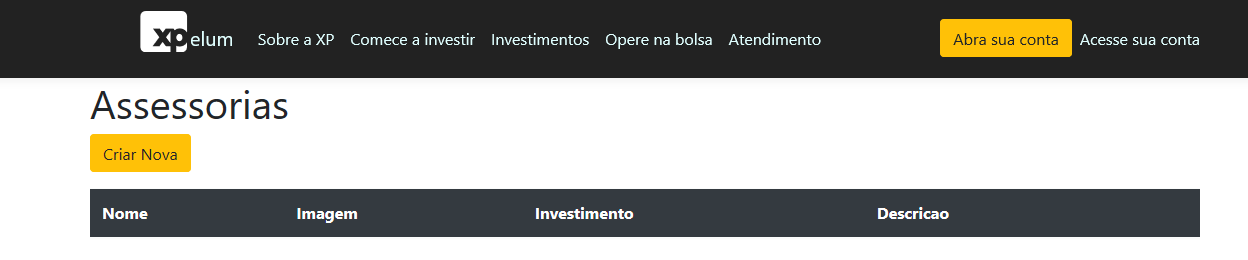 xpelum Sobre a XP Comece a investir Investimentos Opere na bolsa Atendimento Abra sua conta Acesse sua conta
Assessorias
Criar Nova
Nome Imagem Investimento Descricao